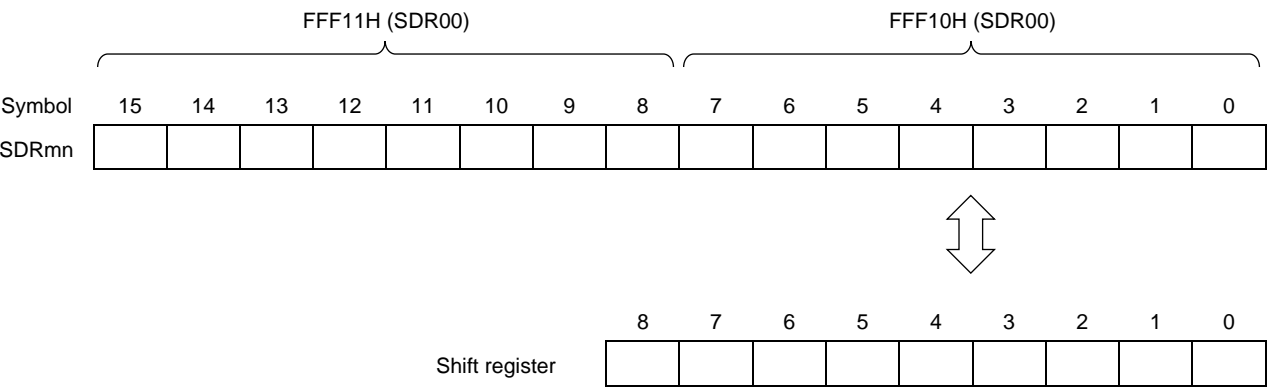 FFF11H (SDR00) FFF10H (SDR00)
Symbol 15 14 13 12 11 10 9 8 7 6 5 4 3 2 1 0
SDRmn
8 7 6 5 4 3 2 1 0
Shift register